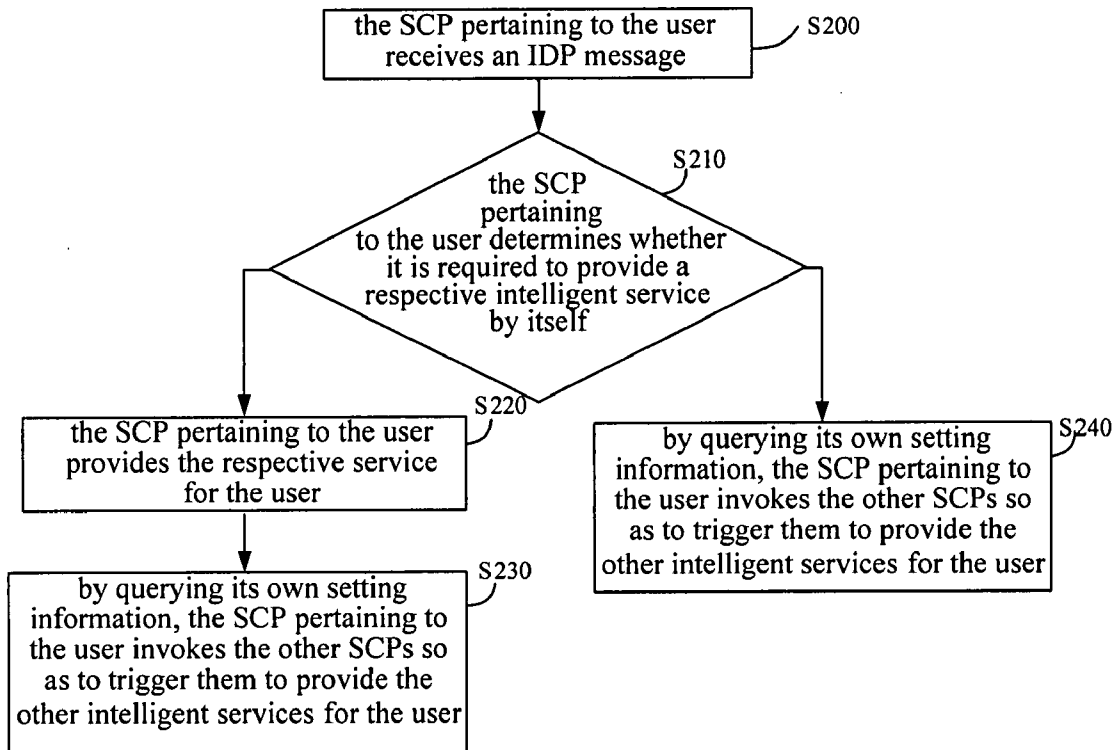 the SCP pertaining to the user
receives an IDP message
S200
S210
the SCP
pertaining
to the user determines whether
it is required to provide a
respective intelligent service
by itself
S220
the SCP pertaining to the user
provides the respective service
for the user
S240
by querying its own setting
information, the SCP pertaining to
the user invokes the other SCPs so
as to trigger them to provide the
other intelligent services for the user
S230
by querying its own setting
information, the SCP pertaining to
the user invokes the other SCPs so
as to trigger them to provide the
other intelligent services for the user